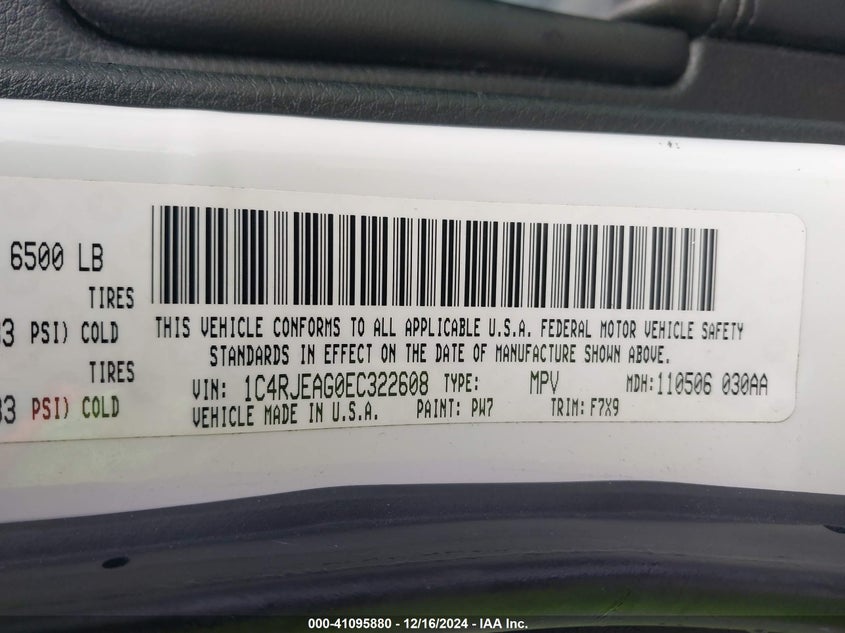 6500 LB
TIRES
33 PSI) COLD
TIRES
33 PSI) COLD
THIS VEHICLE CONFORMS TO ALL APPLICABLE U.S.A. FEDERAL MOTOR VEHICLE SAFETY
STANDARDS IN EFFECT ON THE DATE OF MANUFACTURE SHOWN ABOVE.
VIN: 1C4RJEAG0EC322608 TYPE: MPV MDH:110506 030AA
VEHICLE MADE IN U.S.A. PAINT: PW7 TRIM: F7X9
000-41095880 - 12/16/2024 - IAA Inc.